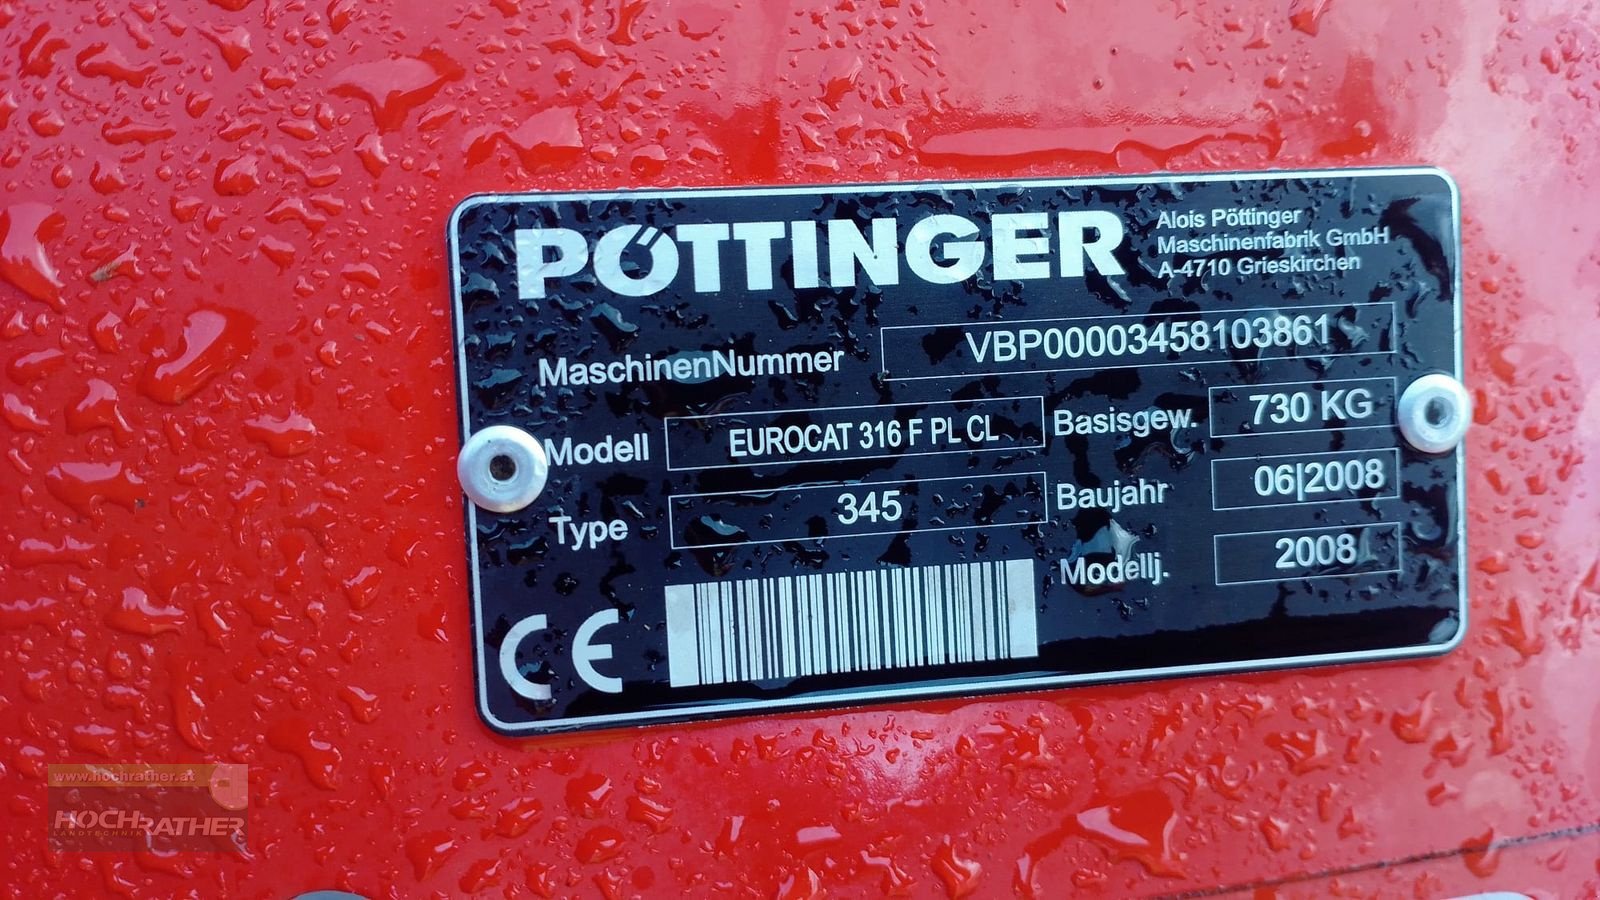 PÖTTINGER
Alois Pöttinger
Maschinenfabrik GmbH
A-4710 Grieskirchen
MaschinenNummer VBP00003458103861
Modell EUROCAT 316 F PL CL Basisgew. 730 KG
Type 345 Baujahr 06|2008
Modellj. 2008
CE
www.hochrather.at
HOCHRATHER
LANDTECHNIK